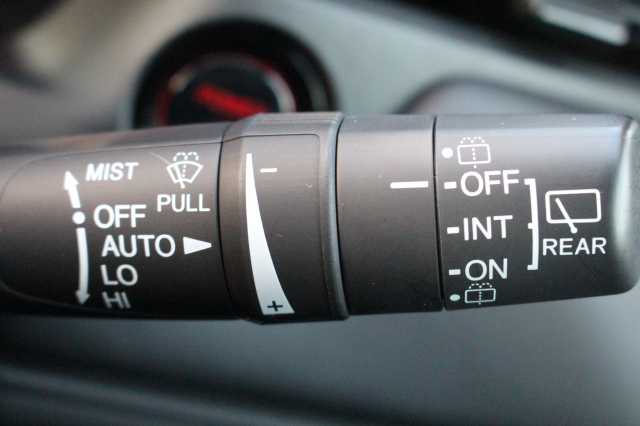 MIST
PULL
OFF
AUTO
LO
HI
-
+
-OFF
-INT
-ON
REAR